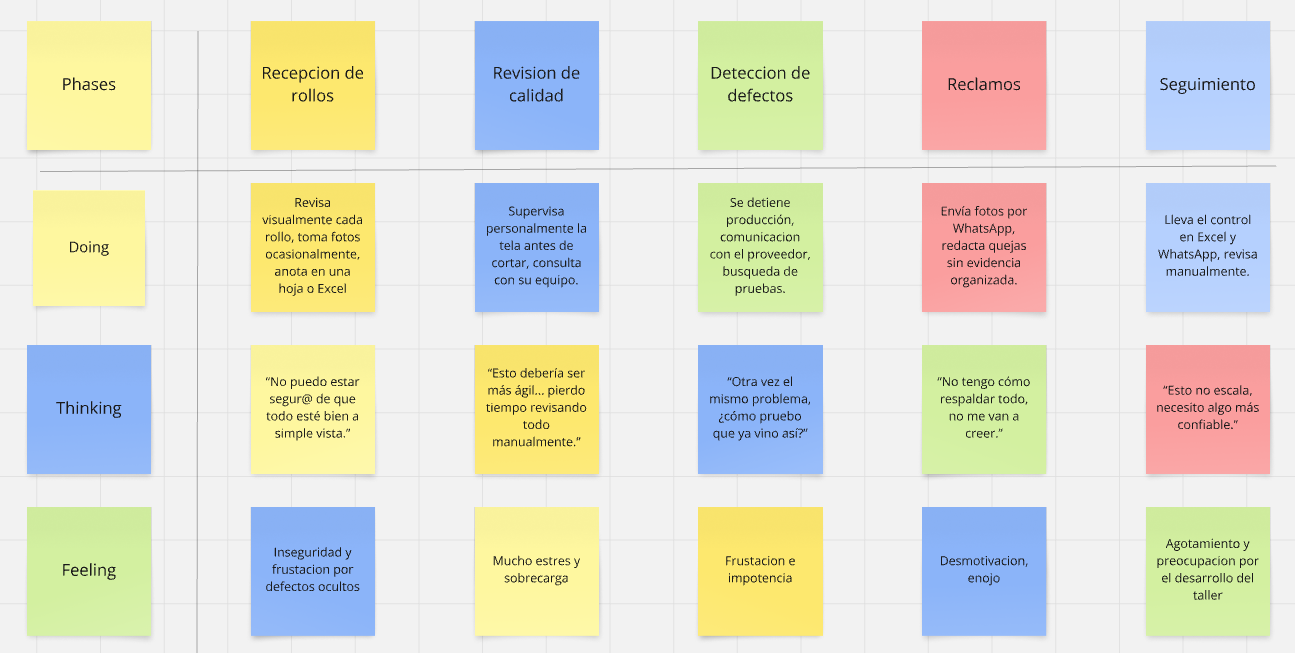 Phases
Recepcion de
rollos
Revision de
calidad
Deteccion de
defectos
Reclamos
Seguimiento
Doing
Revisa
visualmente cada
rollo, toma fotos
ocasionalmente,
anota en una
hoja o Excel
Supervisa
personalmente la
tela antes de
cortar, consulta
con su equipo.
Se detiene
producción,
comunicacion
con el proveedor,
busqueda de
pruebas.
Envía fotos por
WhatsApp,
redacta quejas
sin evidencia
organizada.
Lleva el control
en Excel y
WhatsApp, revisa
manualmente.
Thinking
“No puedo estar
segur@ de que
todo esté bien a
simple vista.”
“Esto debería ser
más ágil... pierdo
tiempo revisando
todo
manualmente.”
“Otra vez el
mismo problema,
¿cómo pruebo
que ya vino así?”
“No tengo cómo
respaldar todo,
no me van a
creer.”
“Esto no escala,
necesito algo más
confiable.”
Feeling
Inseguridad y
frustacion por
defectos ocultos
Mucho estres y
sobrecarga
Frustacion e
impotencia
Desmotivacion,
enojo
Agotamiento y
preocupacion por
el desarrollo del
taller